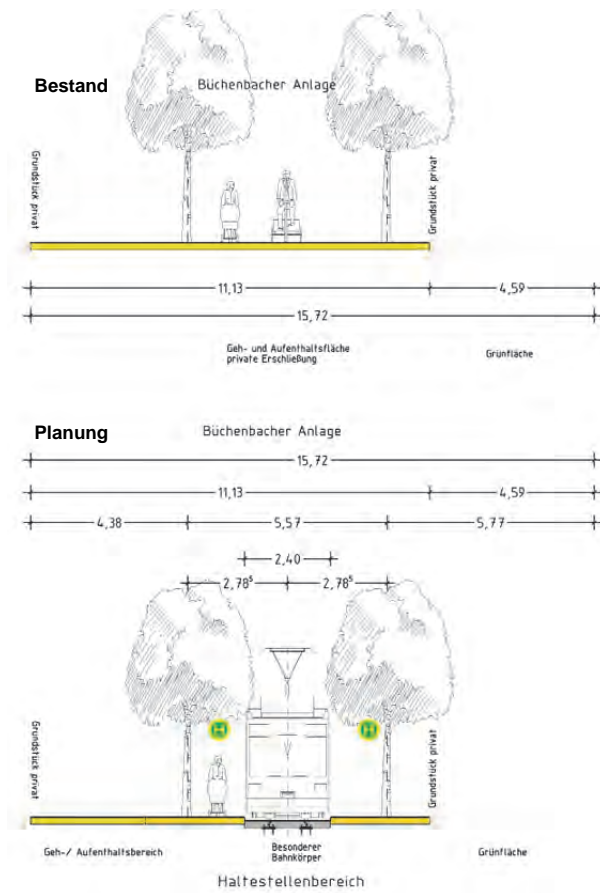 Bestand
Büchenbacher Anlage
Grundstück privat
Grundstück privat
11,13
4,59
15,72
Geh- und Aufenthaltsfläche
private Erschließung
Grünfläche
Planung
Büchenbacher Anlage
15,72
11,13
4,59
4,38
5,57
5,77
2,40
2,78⁵
2,78⁵
H
H
Grundstück privat
Grundstück privat
Geh-/ Aufenthaltsbereich
Besonderer
Bahnkörper
Grünfläche
Haltestellenbereich